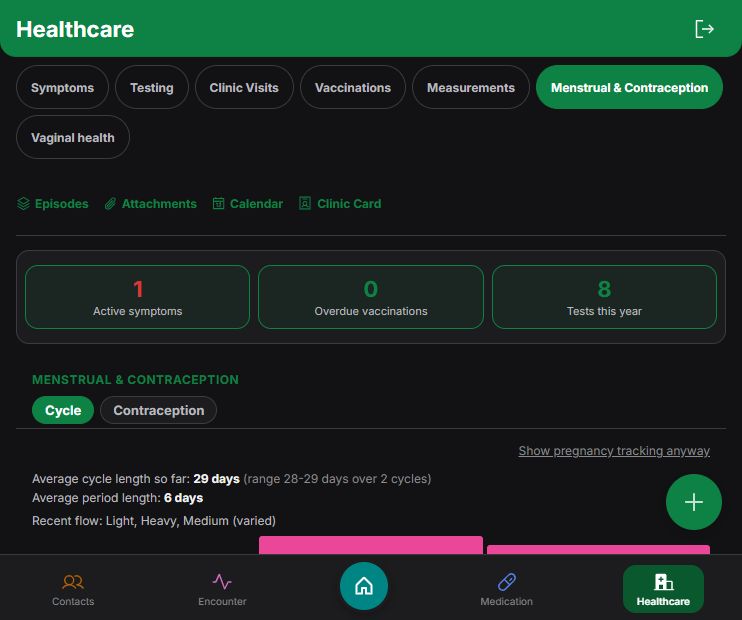 Healthcare
Symptoms
Testing
Clinic Visits
Vaccinations
Measurements
Menstrual & Contraception
Vaginal health
Episodes
Attachments
Calendar
Clinic Card
1
Active symptoms
0
Overdue vaccinations
8
Tests this year
MENSTRUAL & CONTRACEPTION
Cycle
Contraception
Show pregnancy tracking anyway
Average cycle length so far: 29 days (range 28-29 days over 2 cycles)
Average period length: 6 days
Recent flow: Light, Heavy, Medium (varied)
Contacts
Encounter
Medication
Healthcare